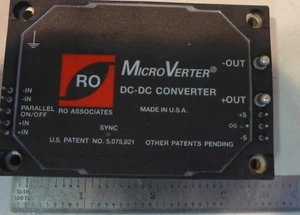 MICROVERTER®
RO
DC-DC CONVERTER
-OUT
-IN
-IN
PARALLEL
ON/OFF
+IN
+IN
RO ASSOCIATES
MADE IN U.S.A.
+OUT
SYNC
+S
OG
-S
U.S. PATENT NO. 5,075,821 OTHER PATENTS PENDING